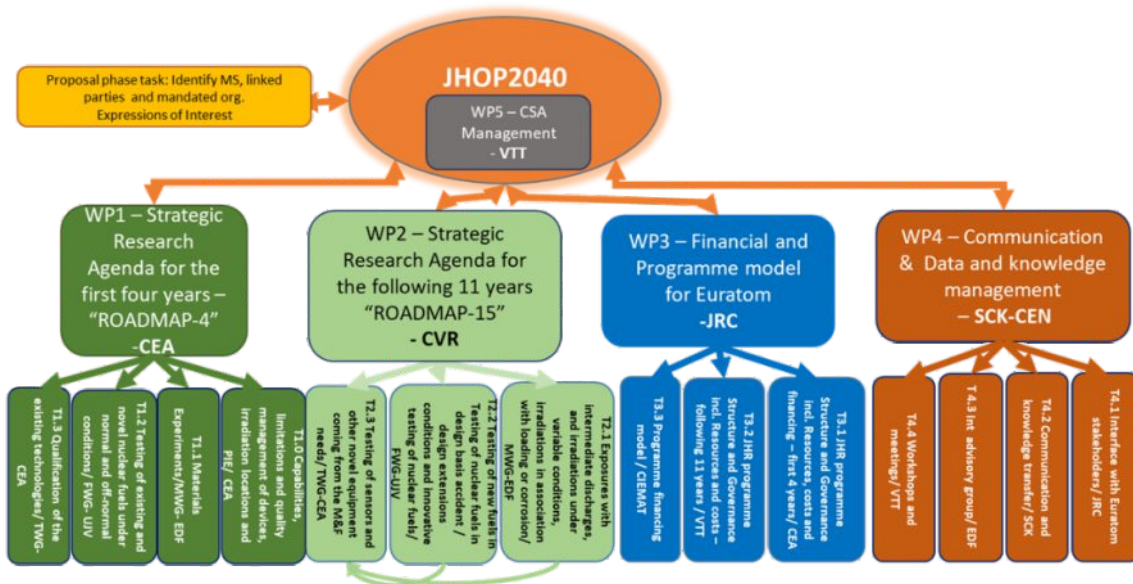 JHOP2040
Proposal phase task: Identify MS, linked
parties and mandated org.
Expressions of Interest
WP5 – CSA
Management
- VTT
WP1 – Strategic
Research
Agenda for the
first four years –
“ROADMAP-4”
-CEA
WP2 – Strategic
Research Agenda for
the following 11 years
“ROADMAP-15”
- CVR
WP3 – Financial and
Programme model
for Euratom
-JRC
WP4 – Communication
& Data and knowledge
management
– SCK-CEN
T1.3 Qualification of the
existing technologies/ TWG-
CEA
T1.2 Testing of existing and
novel nuclear fuels under
normal and off-normal
conditions/ FWG- UJV
T1.1 Materials
Experiments/MWG- EDF
T1.0 Capabilities,
limitations and quality
management of devices,
irradiation locations and
PIE/ CEA
T2.3 Testing of sensors and
other novel equipment
coming from the M&F
needs/ TWG-CEA
T2.2 Testing of new fuels in
Testing of nuclear fuels in
design basis accident /
design extensions
conditions and innovative
testing of nuclear fuels/
FWG-UJV
T2.1 Exposures with
intermediate discharges,
and irradiations under
variable conditions,
irradiations in association
with loading or corrosion/
MWG-EDF
T3.3 Programme financing
model / CIEMAT
T3.2 JHR programme
Structure and Governance
incl. Resources and costs –
following 11 years / VTT
T3.1 JHR programme
Structure and Governance
incl. Resources, costs and
financing – first 4 years/ CEA
T4.4 Workshops and
meetings/ VTT
T 4.3 Int advisory group/ EDF
T4.2 Communication and
knowledge transfer/ SCK
T4.1 Interface with Euratom
stakeholders/ JRC